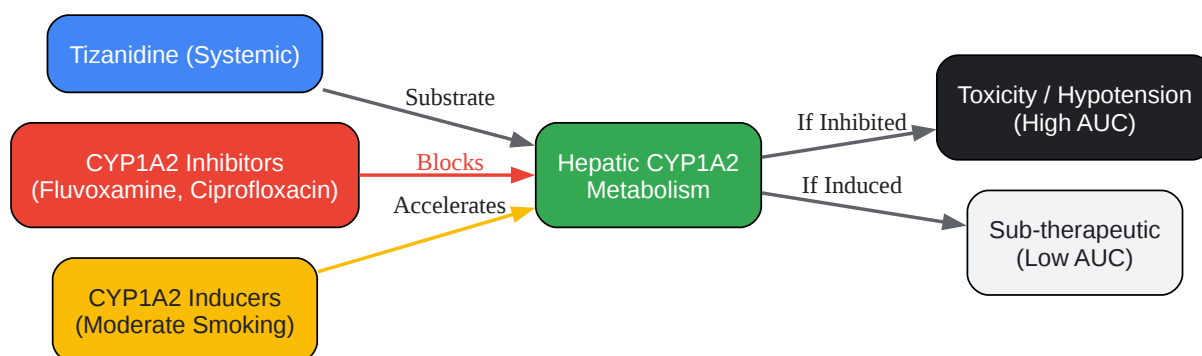 Tizanidine (Systemic)
Substrate
CYP1A2 Inhibitors
(Fluvoxamine, Ciprofloxacin)
Blocks
Accelerates
CYP1A2 Inducers
(Moderate Smoking)
Hepatic CYP1A2
Metabolism
If Inhibited
Toxicity / Hypotension
(High AUC)
If Induced
Sub-therapeutic
(Low AUC)